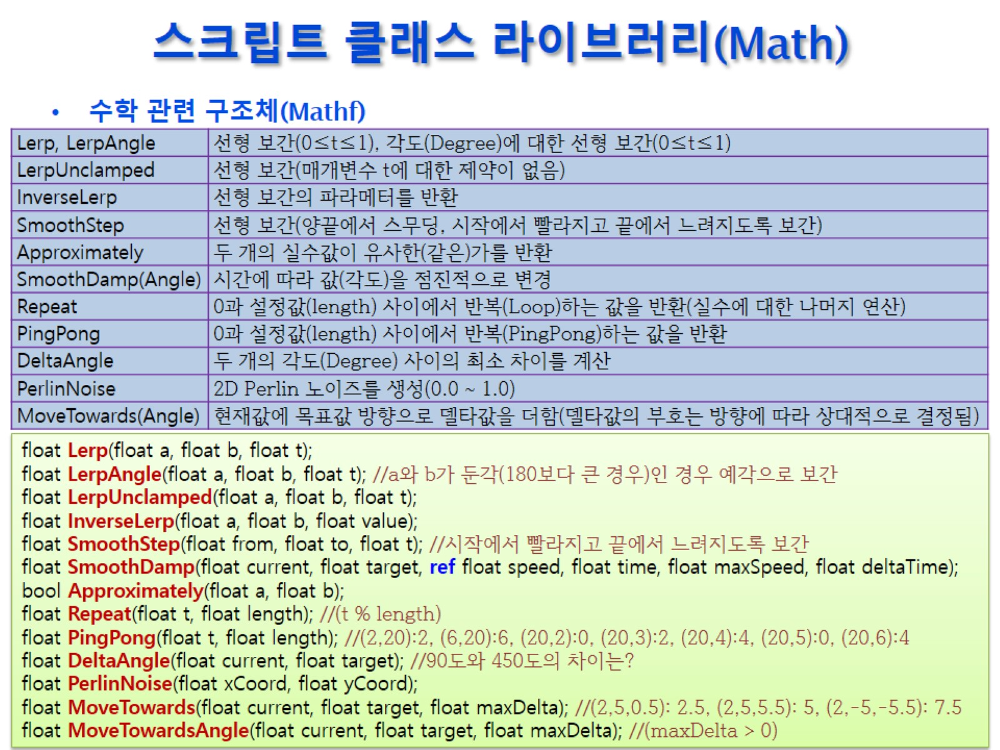 스크립트 클래스 라이브러리(Math)
• 수학 관련 구조체(Mathf)
Lerp, LerpAngle 선형 보간(0≤t≤1), 각도(Degree)에 대한 선형 보간(0≤t≤1)
LerpUnclamped 선형 보간(매개변수 t에 대한 제약이 없음)
InverseLerp 선형 보간의 파라메터를 반환
SmoothStep 선형 보간(양끝에서 스무딩, 시작에서 빨라지고 끝에서 느려지도록 보간)
Approximately 두 개의 실수값이 유사한(같은)가를 반환
SmoothDamp(Angle) 시간에 따라 값(각도)을 점진적으로 변경
Repeat 0과 설정값(length) 사이에서 반복(Loop)하는 값을 반환(실수에 대한 나머지 연산)
PingPong 0과 설정값(length) 사이에서 반복(PingPong)하는 값을 반환
DeltaAngle 두 개의 각도(Degree) 사이의 최소 차이를 계산
PerlinNoise 2D Perlin 노이즈를 생성(0.0 ~ 1.0)
MoveTowards(Angle) 현재값에 목표값 방향으로 델타값을 더함(델타값의 부호는 방향에 따라 상대적으로 결정됨)
float Lerp(float a, float b, float t);
float LerpAngle(float a, float b, float t); //a와 b가 둔각(180보다 큰 경우)인 경우 예각으로 보간
float LerpUnclamped(float a, float b, float t);
float InverseLerp(float a, float b, float value);
float SmoothStep(float from, float to, float t); //시작에서 빨라지고 끝에서 느려지도록 보간
float SmoothDamp(float current, float target, ref float speed, float time, float maxSpeed, float deltaTime);
bool Approximately(float a, float b);
float Repeat(float t, float length); //(t % length)
float PingPong(float t, float length); //(2,20):2, (6,20):6, (20,2):0, (20,3):2, (20,4):4, (20,5):0, (20,6):4
float DeltaAngle(float current, float target); //90도와 450도의 차이는?
float PerlinNoise(float xCoord, float yCoord);
float MoveTowards(float current, float target, float maxDelta); //(2,5,0.5): 2.5, (2,5,5.5): 5, (2,-5,-5.5): 7.5
float MoveTowardsAngle(float current, float target, float maxDelta); //(maxDelta > 0)